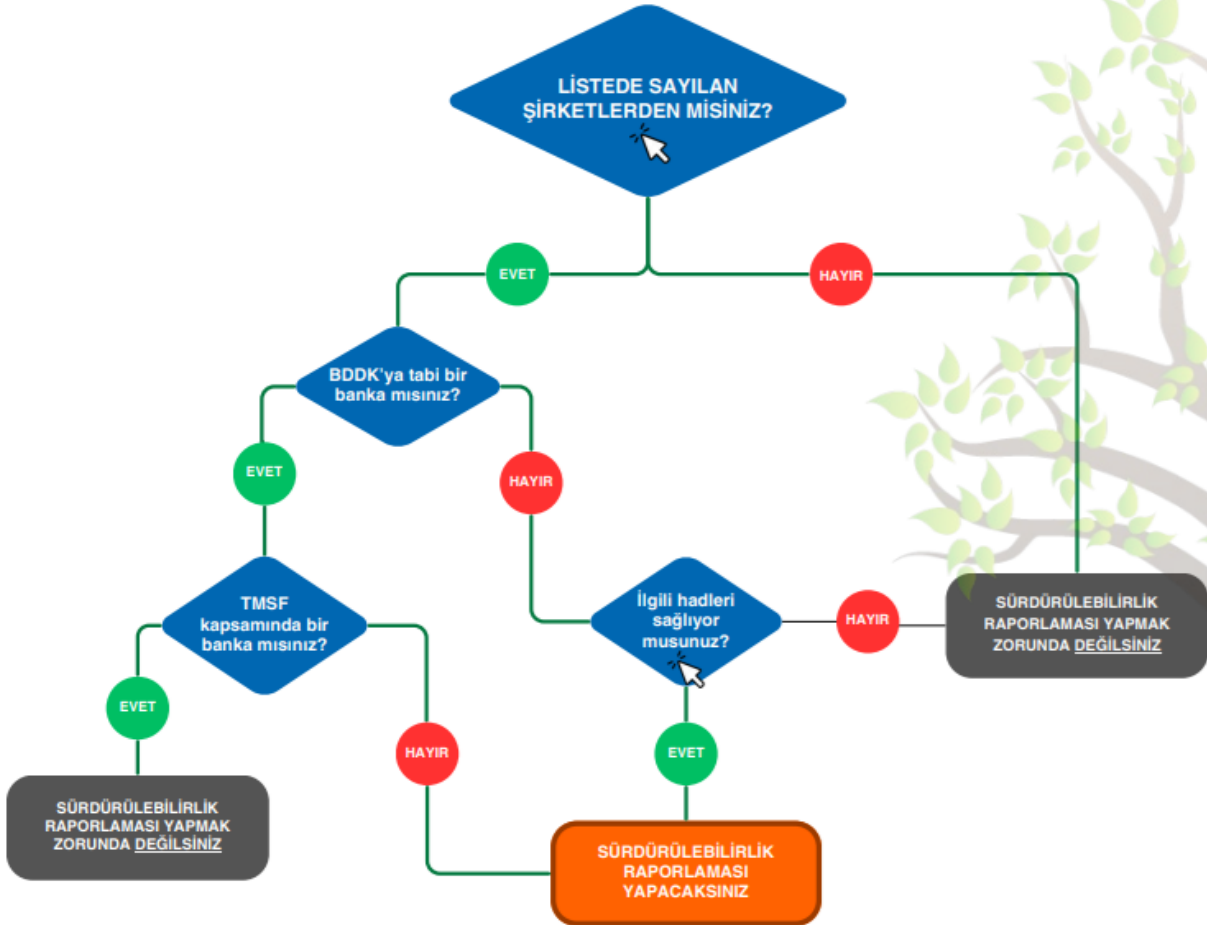 LİSTEDE SAYILAN
ŞİRKETLERDEN MİSİNİZ?
EVET
HAYIR
BDDK'ya tabi bir
banka mısınız?
EVET
HAYIR
TMSF
kapsamında bir
banka mısınız?
İlgili hadleri
sağlıyor
musunuz?
HAYIR
SÜRDÜRÜLEBİLİRLİK
RAPORLAMASI YAPMAK
ZORUNDA DEĞİLSİNİZ
EVET
HAYIR
EVET
SÜRDÜRÜLEBİLİRLİK
RAPORLAMASI YAPMAK
ZORUNDA DEĞİLSİNİZ
SÜRDÜRÜLEBİLİRLİK
RAPORLAMASI
YAPACAKSINIZ